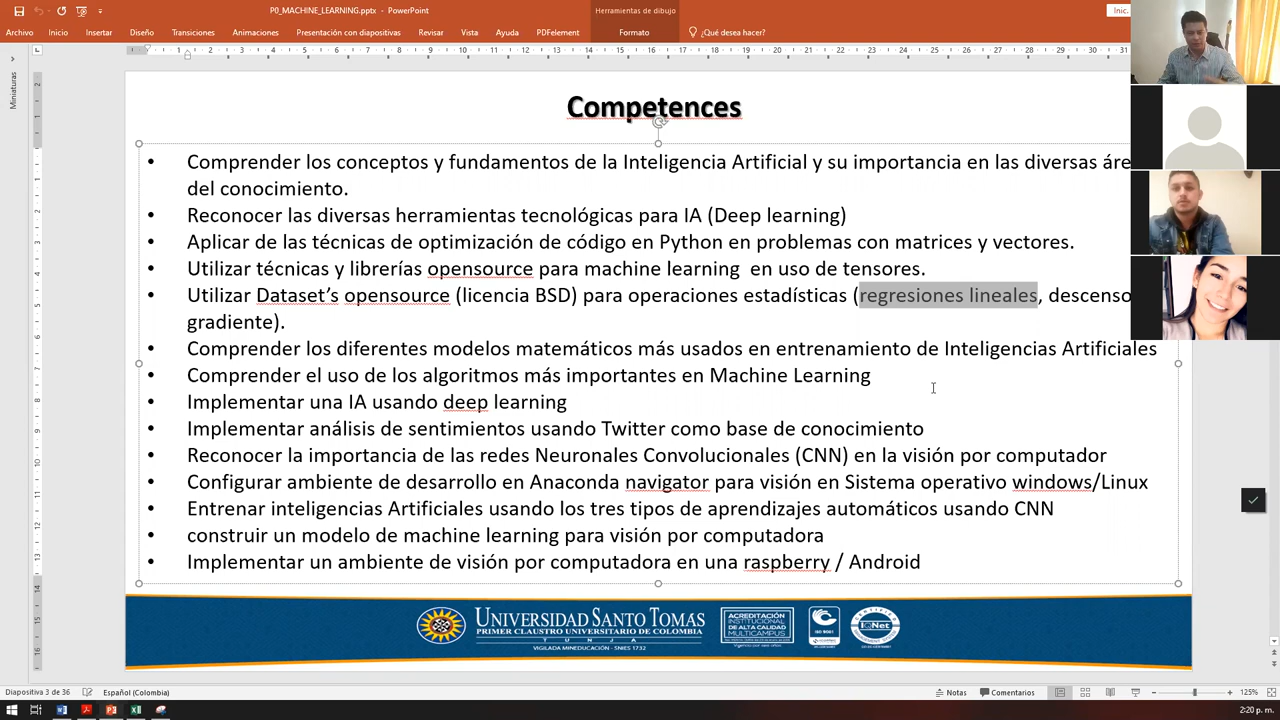 P0_MACHINE_LEARNING.pptx - PowerPoint
Herramientas de dibujo
Inic.
Archivo Inicio Insertar Diseño Transiciones Animaciones Presentación con diapositivas Revisar Vista Ayuda PDFelement Formato ¿Qué desea hacer?
Miniaturas
Competences
• Comprender los conceptos y fundamentos de la Inteligencia Artificial y su importancia en las diversas áre
del conocimiento.
• Reconocer las diversas herramientas tecnológicas para IA (Deep learning)
• Aplicar de las técnicas de optimización de código en Python en problemas con matrices y vectores.
• Utilizar técnicas y librerías opensource para machine learning en uso de tensores.
• Utilizar Dataset’s opensource (licencia BSD) para operaciones estadísticas (regresiones lineales, descenso
gradiente).
• Comprender los diferentes modelos matemáticos más usados en entrenamiento de Inteligencias Artificiales
• Comprender el uso de los algoritmos más importantes en Machine Learning
• Implementar una IA usando deep learning
• Implementar análisis de sentimientos usando Twitter como base de conocimiento
• Reconocer la importancia de las redes Neuronales Convolucionales (CNN) en la visión por computador
• Configurar ambiente de desarrollo en Anaconda navigator para visión en Sistema operativo windows/Linux
• Entrenar inteligencias Artificiales usando los tres tipos de aprendizajes automáticos usando CNN
• construir un modelo de machine learning para visión por computadora
• Implementar un ambiente de visión por computadora en una raspberry / Android
UNIVERSIDAD SANTO TOMAS
PRIMER CLAUSTRO UNIVERSITARIO DE COLOMBIA
T U N J A
VIGILADA MINEDUCACIÓN - SNIES 1732
ACREDITACIÓN
INSTITUCIONAL
DE ALTA CALIDAD
MULTICAMPUS
ISO 9001
IQNet
Diapositiva 3 de 36 Español (Colombia) Notas Comentarios 125%
2:20 p. m.